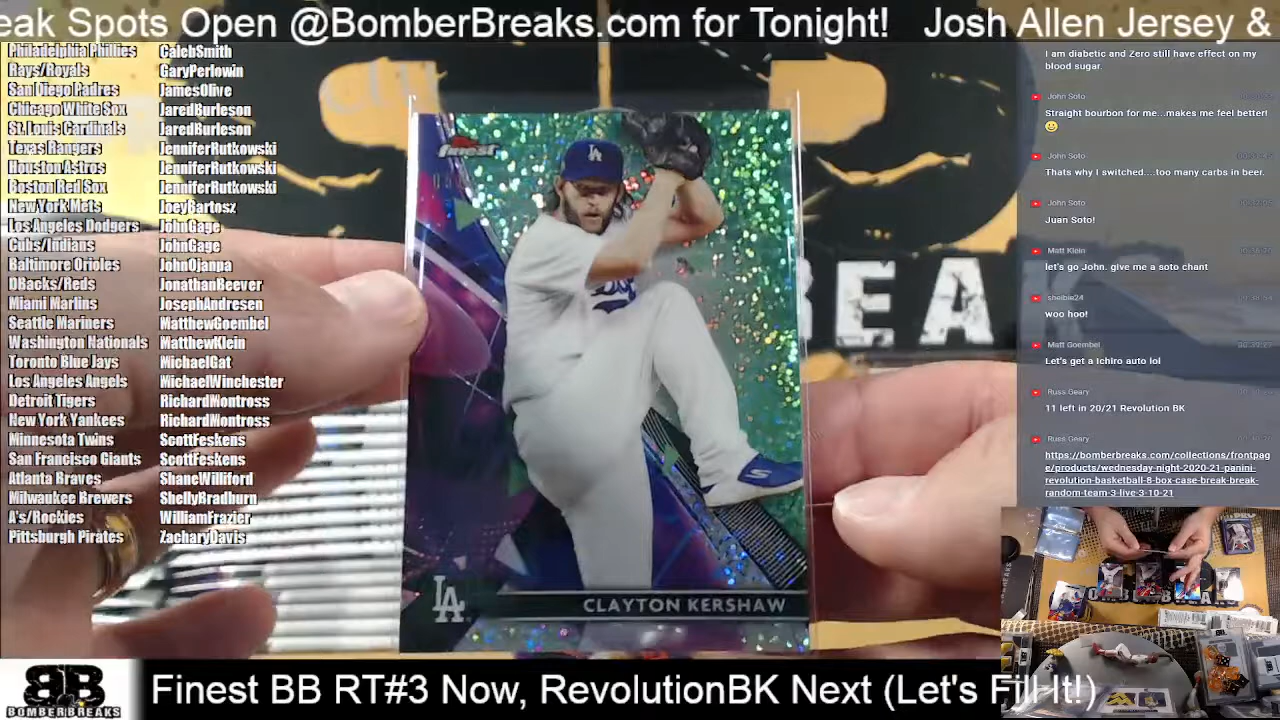 eak Spots Open @BomberBreaks.com for Tonight! Josh Allen Jersey &
Philadelphia Phillies CalebSmith
Rays/Royals GaryPerlowin
San Diego Padres JamesOlive
Chicago White Sox JaredBurleson
St. Louis Cardinals JaredBurleson
Texas Rangers JenniferRutkowski
Houston Astros JenniferRutkowski
Boston Red Sox JenniferRutkowski
New York Mets JoeyBartosz
Los Angeles Dodgers JohnGage
Cubs/Indians JohnGage
Baltimore Orioles JohnOjanpa
DBacks/Reds JonathanBeever
Miami Marlins JosephAndresen
Seattle Mariners MatthewGoembel
Washington Nationals MatthewKlein
Toronto Blue Jays MichaelGat
Los Angeles Angels MichaelWinchester
Detroit Tigers RichardMontross
New York Yankees RichardMontross
Minnesota Twins ScottFeskens
San Francisco Giants ScottFeskens
Atlanta Braves ShaneWilliford
Milwaukee Brewers ShellyBradburn
A's/Rockies WilliamFrazier
Pittsburgh Pirates ZacharyDavis
finest
LA
LA
CLAYTON KERSHAW
EA
I am diabetic and Zero still have effect on my
blood sugar.
John Soto
Straight bourbon for me...makes me feel better!
John Soto
Thats why I switched....too many carbs in beer.
John Soto
Juan Soto!
Matt Klein
let's go John. give me a soto chant
sheibie24
woo hoo!
Matt Goembel
Let's get a Ichiro auto lol
Russ Geary
11 left in 20/21 Revolution BK
Russ Geary
https://bomberbreaks.com/collections/frontpag
e/products/wednesday-night-2020-21-panini-
revolution-basketball-8-box-case-break-break-
random-team-3-live-3-10-21
BB
BOMBERBREAKS
Finest BB RT#3 Now, RevolutionBK Next (Let's Fill It!)